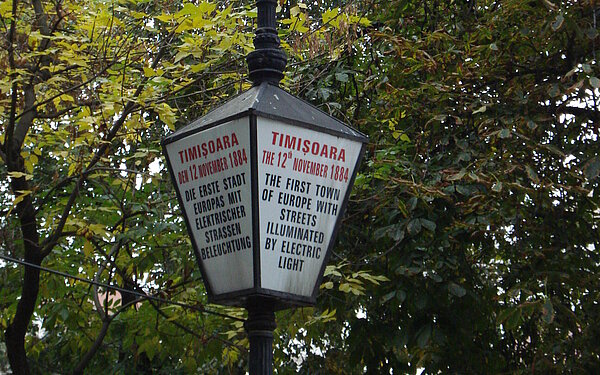 TIMIŞOARA
DEN 12 NOVEMBER 1884
DIE ERSTE STADT
EUROPAS MIT
ELEKTRISCHER
STRASSEN
BELEUCHTUNG
TIMIŞOARA
THE 12th NOVEMBER 1884
THE FIRST TOWN
OF EUROPE WITH
STREETS
ILLUMINATED
BY ELECTRIC
LIGHT